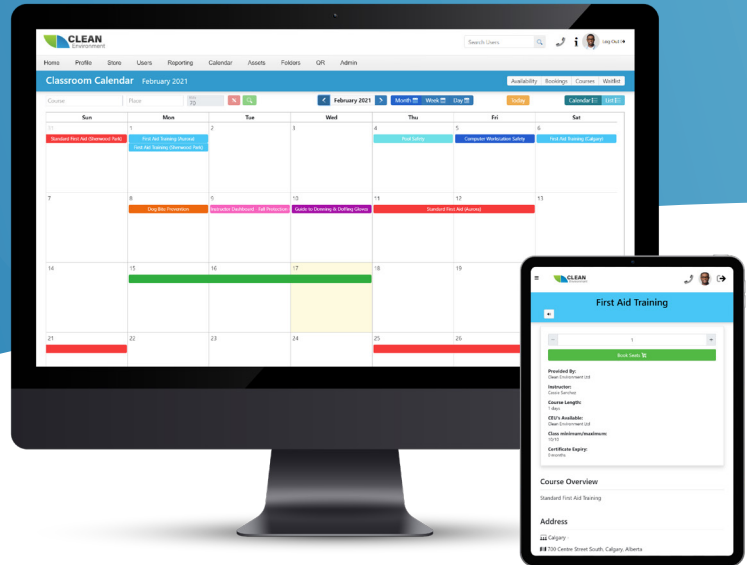 CLEAN
Environment
Search Users
Log Out
Home Profile Store Users Reporting Calendar Assets Folders QR Admin
Classroom Calendar February 2021
Availability Bookings Courses Waitlist
Course Place 70 February 2021 Month Week Day Today Calendar List
Sun Mon Tue Wed Thu Fri Sat
1 2 3 4 5 6
Standard First Aid (Sherwood Park) First Aid Training (Aurora) Computer Workstation Safety First Aid Training (Calgary)
First Aid Training (Sherwood Park)
7 8 9 10 11 12 13
Dog Bite Prevention Instructor Dashboard - Fall Protection Guide to Donning & Doffing Gloves Standard First Aid (Aurora)
14 15 16 17 18 19
21 22 23 24 25 26
CLEAN
Environment
First Aid Training
1
Book Seats
Provided By:
Clean Environment Ltd
Instructor:
Course Length:
1 days
CEU's Available:
Clean Environment Ltd
Class minimum/maximum:
10/10
Certificate Expiry:
Course Overview
Standard First Aid Training
Address
Calgary
700 Centre Street South, Calgary, Alberta